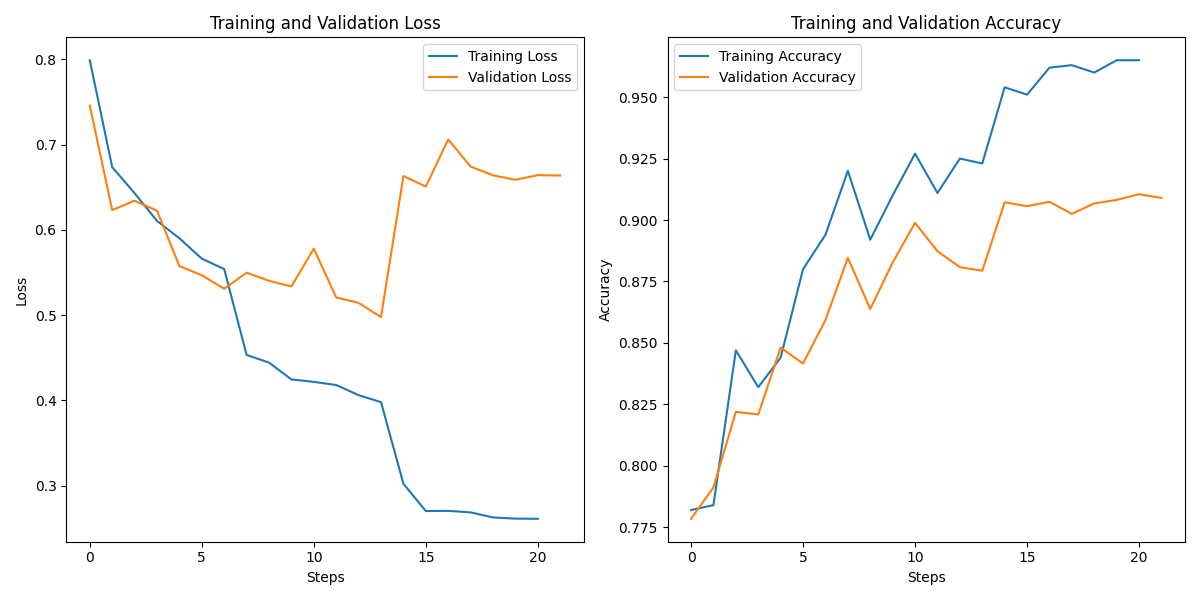 Training and Validation Loss
Training Loss
Validation Loss
0.8
0.7
0.6
0.5
0.4
0.3
Loss
0
5
10
15
20
Steps
Training and Validation Accuracy
Training Accuracy
Validation Accuracy
0.950
0.925
0.900
0.875
0.850
0.825
0.800
0.775
Accuracy
0
5
10
15
20
Steps